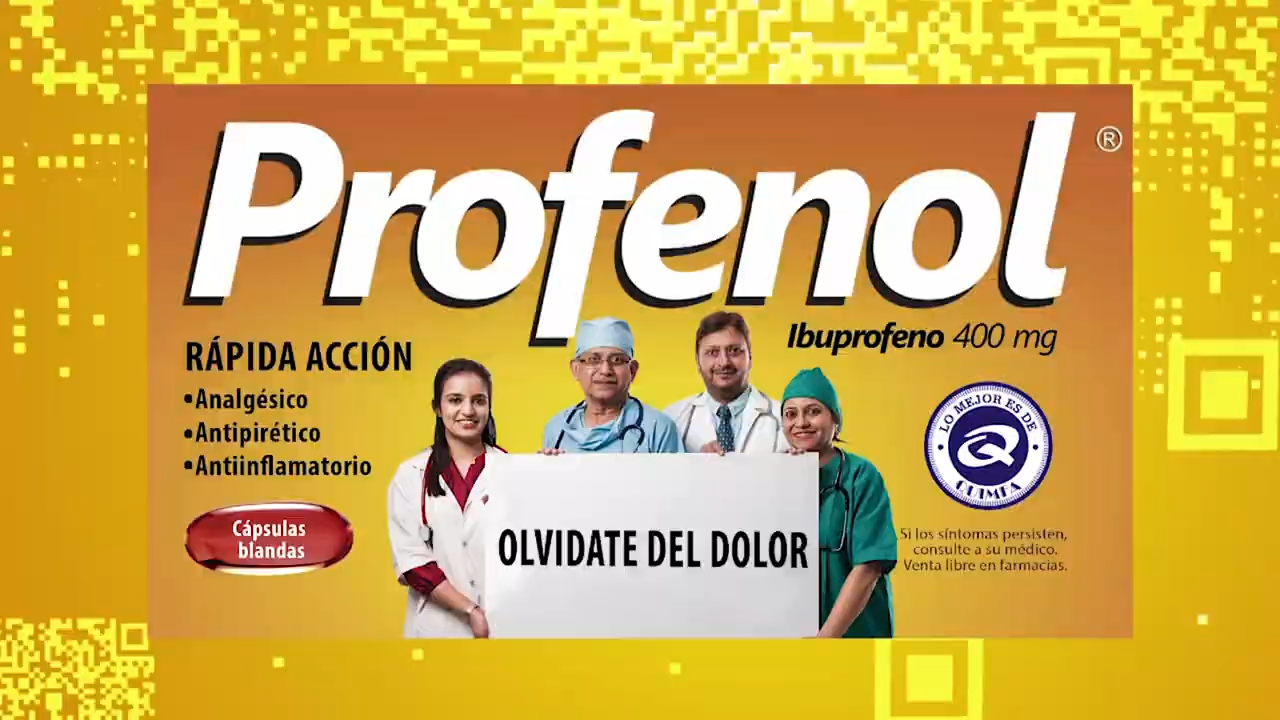 Profenol®
Ibuprofeno 400 mg
RÁPIDA ACCIÓN
•Analgésico
•Antipirético
•Antiinflamatorio
Cápsulas
blandas
OLVIDATE DEL DOLOR
LO MEJOR ES DE
QUIMFA
Si los síntomas persisten,
consulte a su médico.
Venta libre en farmacias.